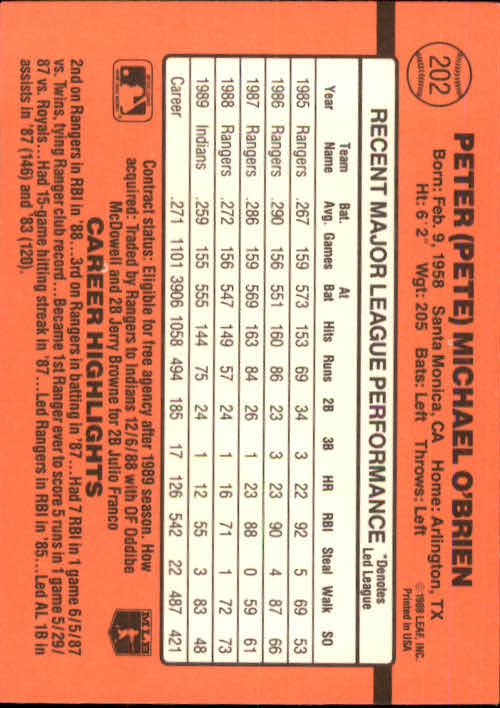 202
PETER (PETE) MICHAEL O'BRIEN
Born: Feb. 9, 1958 Santa Monica, CA Home: Arlington, TX
Ht: 6' 2" Wgt: 205 Bats: Left Throws: Left
©1989 LEAF, INC.
Printed in USA
RECENT MAJOR LEAGUE PERFORMANCE *Denotes Led League
Year Team Name Bat. Avg. Games At Bat Hits Runs 2B 3B HR RBI Steal Walk SO
1985 Rangers .267 159 573 153 69 34 3 22 92 5 69 53
1986 Rangers .290 156 551 160 86 23 3 23 90 4 87 66
1987 Rangers .286 159 569 163 84 26 1 23 88 0 59 61
1988 Rangers .272 156 547 149 57 24 1 16 71 1 72 73
1989 Indians .259 155 555 144 75 24 1 12 55 3 83 48
Career .271 1101 3906 1058 494 185 17 126 542 22 487 421
Contract status: Eligible for free agency after 1989 season. How
acquired: Traded by Rangers to Indians 12/6/88 with OF Oddibe
McDowell and 2B Jerry Browne for 2B Julio Franco
MLB
CAREER HIGHLIGHTS
2nd on Rangers in RBI in '88...3rd on Rangers in batting in '87...Had 7 RBI in 1 game 6/5/87
vs. Twins, tying Ranger club record...Became 1st Ranger ever to score 5 runs in 1 game 5/29/
87 vs. Royals...Had 15-game hitting streak in '87...Led Rangers in RBI in '85...Led AL 1B in
assists in '87 (146) and '83 (120).